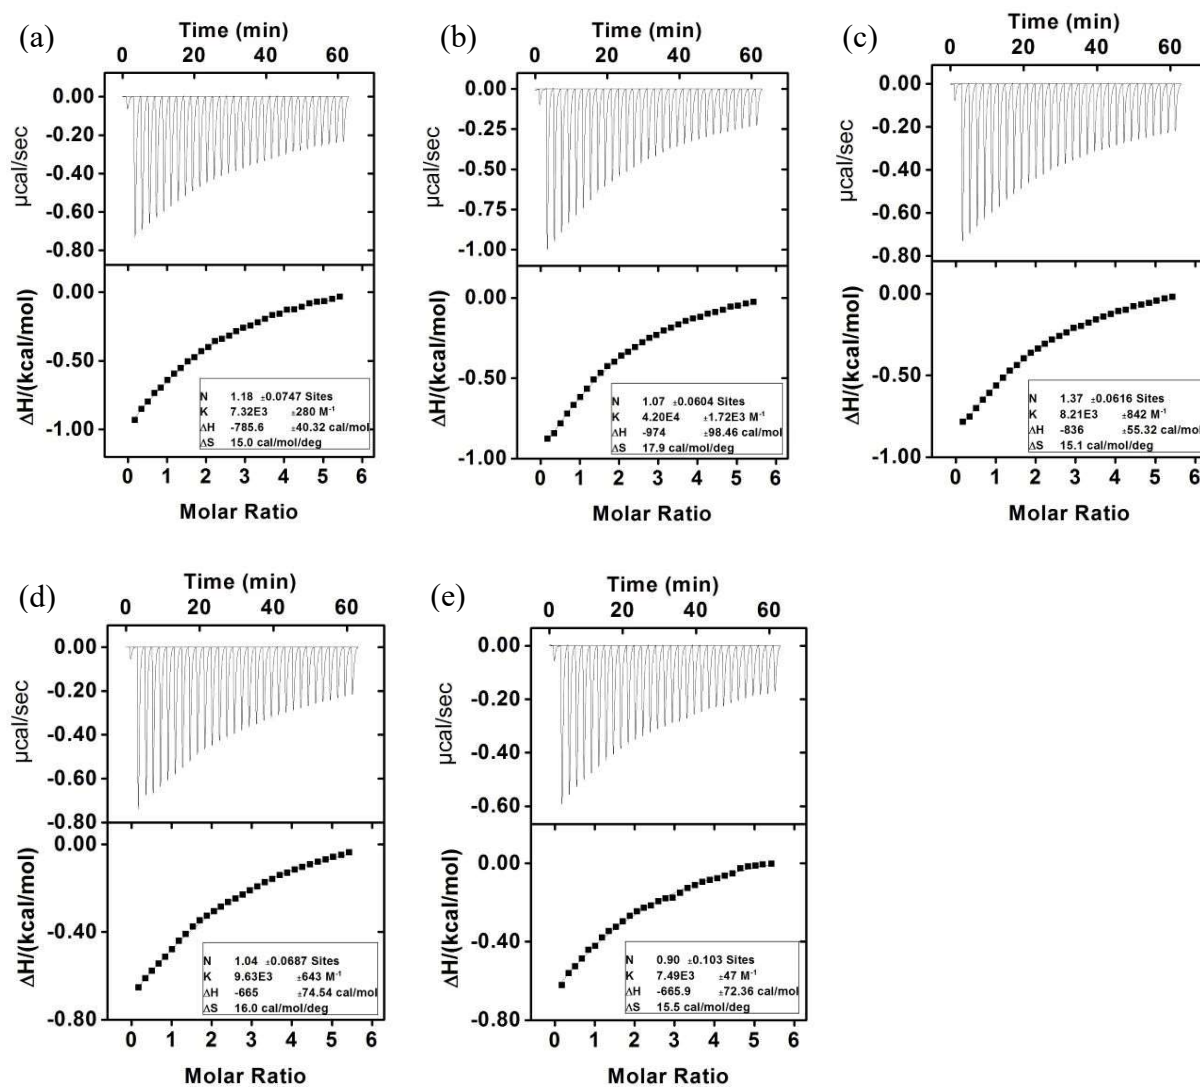 (a)
Time (min)
0 20 40 60
0.00
-0.20
-0.40
-0.60
-0.80
µcal/sec
0.00
-0.50
-1.00
ΔH/(kcal/mol)
N 1.18 ±0.0747 Sites
K 7.32E3 ±280 M⁻¹
ΔH -785.6 ±40.32 cal/mol
ΔS 15.0 cal/mol/deg
0 1 2 3 4 5 6
Molar Ratio
(b)
Time (min)
0 20 40 60
0.00
-0.25
-0.50
-0.75
-1.00
µcal/sec
0.00
-0.50
-1.00
ΔH/(kcal/mol)
N 1.07 ±0.0604 Sites
K 4.20E4 ±1.72E3 M⁻¹
ΔH -974 ±98.46 cal/mol
ΔS 17.9 cal/mol/deg
0 1 2 3 4 5 6
Molar Ratio
(c)
Time (min)
0 20 40 60
0.00
-0.20
-0.40
-0.60
-0.80
µcal/sec
0.00
-0.50
-1.00
ΔH/(kcal/mol)
N 1.37 ±0.0616 Sites
K 8.21E3 ±842 M⁻¹
ΔH -836 ±55.32 cal/mol
ΔS 15.1 cal/mol/deg
0 1 2 3 4 5 6
Molar Ratio
(d)
Time (min)
0 20 40 60
0.00
-0.20
-0.40
-0.60
-0.80
µcal/sec
0.00
-0.40
-0.80
ΔH/(kcal/mol)
N 1.04 ±0.0687 Sites
K 9.63E3 ±643 M⁻¹
ΔH -665 ±74.54 cal/mol
ΔS 16.0 cal/mol/deg
0 1 2 3 4 5 6
Molar Ratio
(e)
Time (min)
0 20 40 60
0.00
-0.20
-0.40
-0.60
µcal/sec
0.00
-0.40
-0.80
ΔH/(kcal/mol)
N 0.90 ±0.103 Sites
K 7.49E3 ±47 M⁻¹
ΔH -665.9 ±72.36 cal/mol
ΔS 15.5 cal/mol/deg
0 1 2 3 4 5 6
Molar Ratio